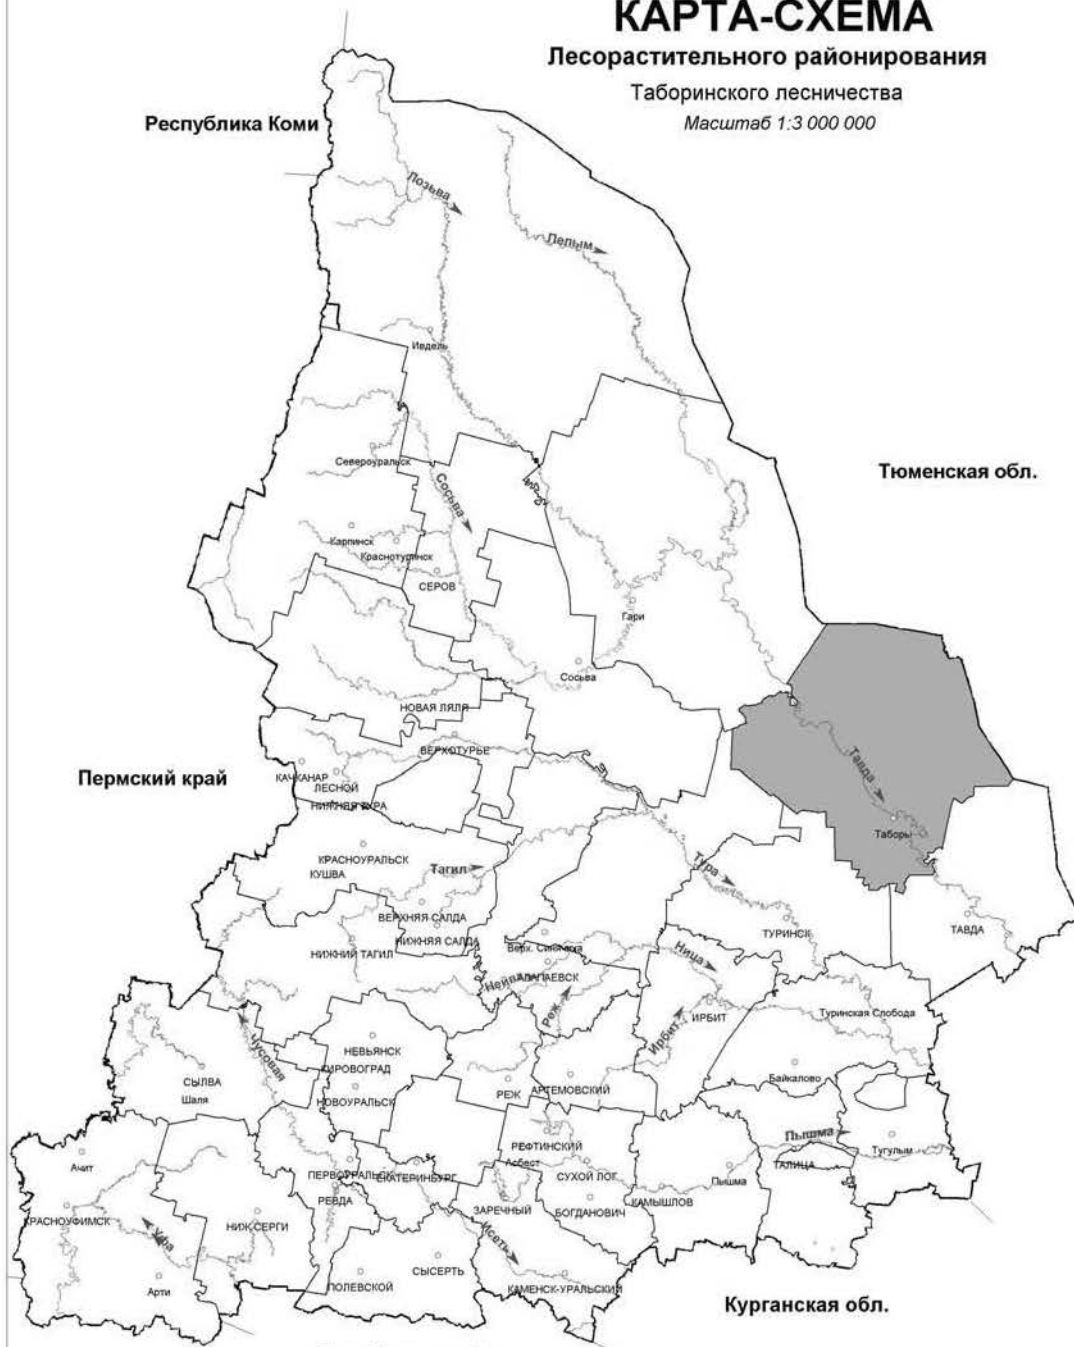 КАРТА-СХЕМА
Лесорастительного районирования
Таборинского лесничества
Масштаб 1:3 000 000
Республика Коми
Лозьва
Пелым
Ивдель
Североуральск
Тюменская обл.
Сосьва
Карпинск
Краснотурьинск
СЕРОВ
Гари
Сосьва
НОВАЯ ЛЯЛЯ
ВЕРХОТУРЬЕ
Пермский край
КАЧКАНАР
ЛЕСНОЙ
НИЖНЯЯ ТУРА
Тавда
Таборы
КРАСНОУРАЛЬСК
КУШВА
Тагил
Тура
ВЕРХНЯЯ САЛДА
ТУРИНСК
ТАВДА
НИЖНЯЯ САЛДА
НИЖНИЙ ТАГИЛ
Верх. Синячиха
Ница
Нейва
АЛАПАЕВСК
Реж
Ирбит
ИРБИТ
Туринская Слобода
Чусовая
НЕВЬЯНСК
КИРОВОГРАД
СЫЛВА
Шаля
НОВОУРАЛЬСК
РЕЖ
АРТЕМОВСКИЙ
Байкалово
Пышма
РЕФТИНСКИЙ
Асбест
Тугулым
Ачит
ПЕРВОУРАЛЬСК
ЕКАТЕРИНБУРГ
СУХОЙ ЛОГ
ТАЛИЦА
Пышма
РЕВДА
ЗАРЕЧНЫЙ
БОГДАНОВИЧ
КАМЫШЛОВ
КРАСНОУФИМСК
НИЖ.СЕРГИ
Уфа
Исеть
СЫСЕРТЬ
Арти
ПОЛЕВСКОЙ
КАМЕНСК-УРАЛЬСКИЙ
Курганская обл.